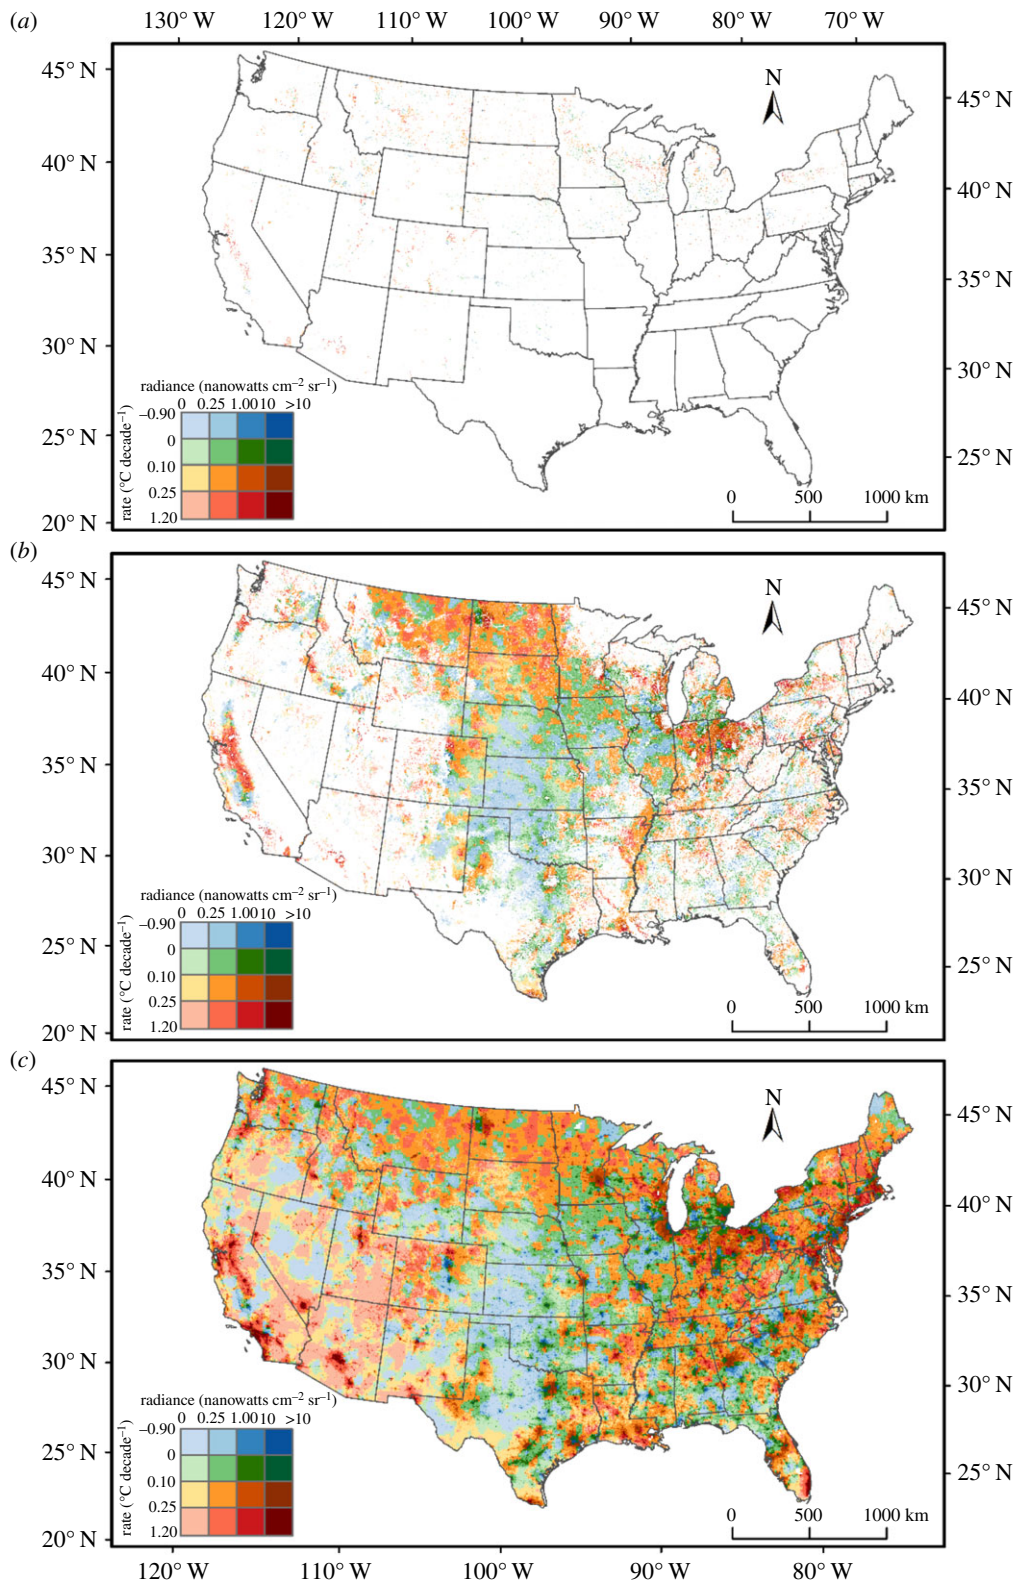 (a) 130° W 120° W 110° W 100° W 90° W 80° W 70° W
45° N
40° N
35° N
30° N
25° N
20° N
N
45° N
40° N
35° N
30° N
25° N
radiance (nanowatts cm⁻² sr⁻¹)
0 0.25 1.00 10 >10
rate (°C decade⁻¹)
−0.90
0
0.10
0.25
1.20
0 500 1000 km
(b)
45° N
40° N
35° N
30° N
25° N
20° N
N
45° N
40° N
35° N
30° N
25° N
radiance (nanowatts cm⁻² sr⁻¹)
0 0.25 1.00 10 >10
rate (°C decade⁻¹)
−0.90
0
0.10
0.25
1.20
0 500 1000 km
(c)
45° N
40° N
35° N
30° N
25° N
20° N
N
45° N
40° N
35° N
30° N
25° N
radiance (nanowatts cm⁻² sr⁻¹)
0 0.25 1.00 10 >10
rate (°C decade⁻¹)
−0.90
0
0.10
0.25
1.20
0 500 1000 km
120° W 110° W 100° W 90° W 80° W